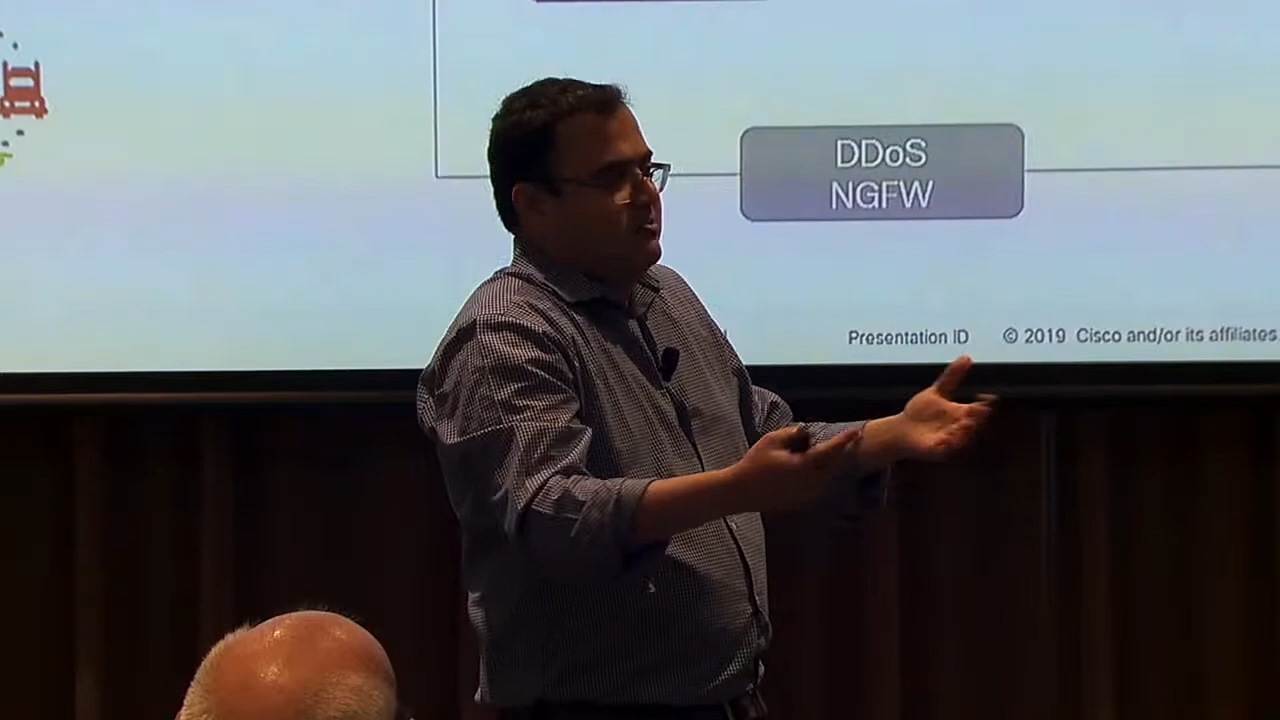 DDoS
NGFW
Presentation ID © 2019 Cisco and/or its affiliates